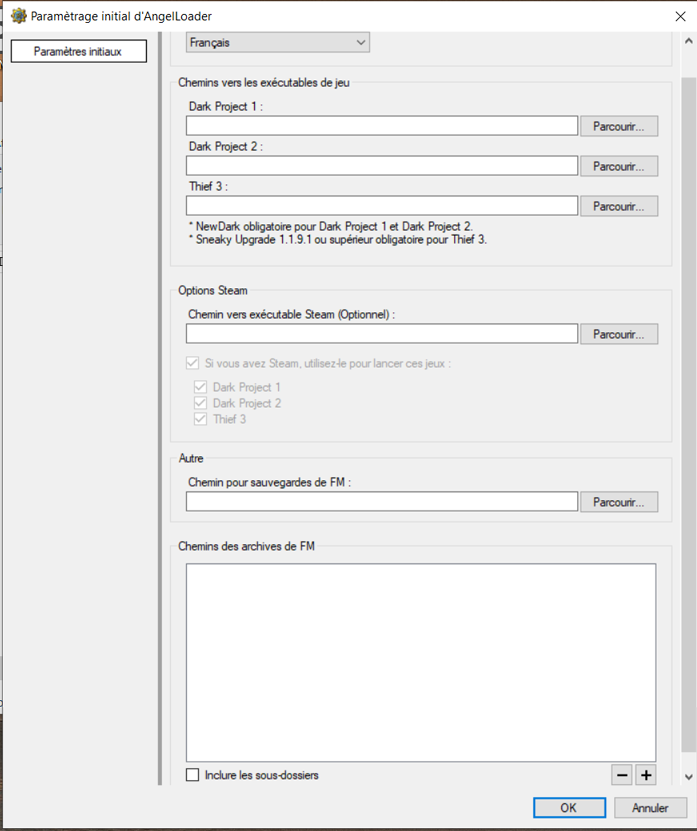 Paramètrage initial d'AngelLoader
Paramètres initiaux
Français
Chemins vers les exécutables de jeu
Dark Project 1 :
Parcourir...
Dark Project 2 :
Parcourir...
Thief 3 :
Parcourir...
* NewDark obligatoire pour Dark Project 1 et Dark Project 2.
* Sneaky Upgrade 1.1.9.1 ou supérieur obligatoire pour Thief 3.
Options Steam
Chemin vers exécutable Steam (Optionnel) :
Parcourir...
Si vous avez Steam, utilisez-le pour lancer ces jeux :
Dark Project 1
Dark Project 2
Thief 3
Autre
Chemin pour sauvegardes de FM :
Parcourir...
Chemins des archives de FM
Inclure les sous-dossiers
OK
Annuler